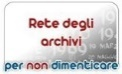 Rete degli
archivi
per non dimenticare